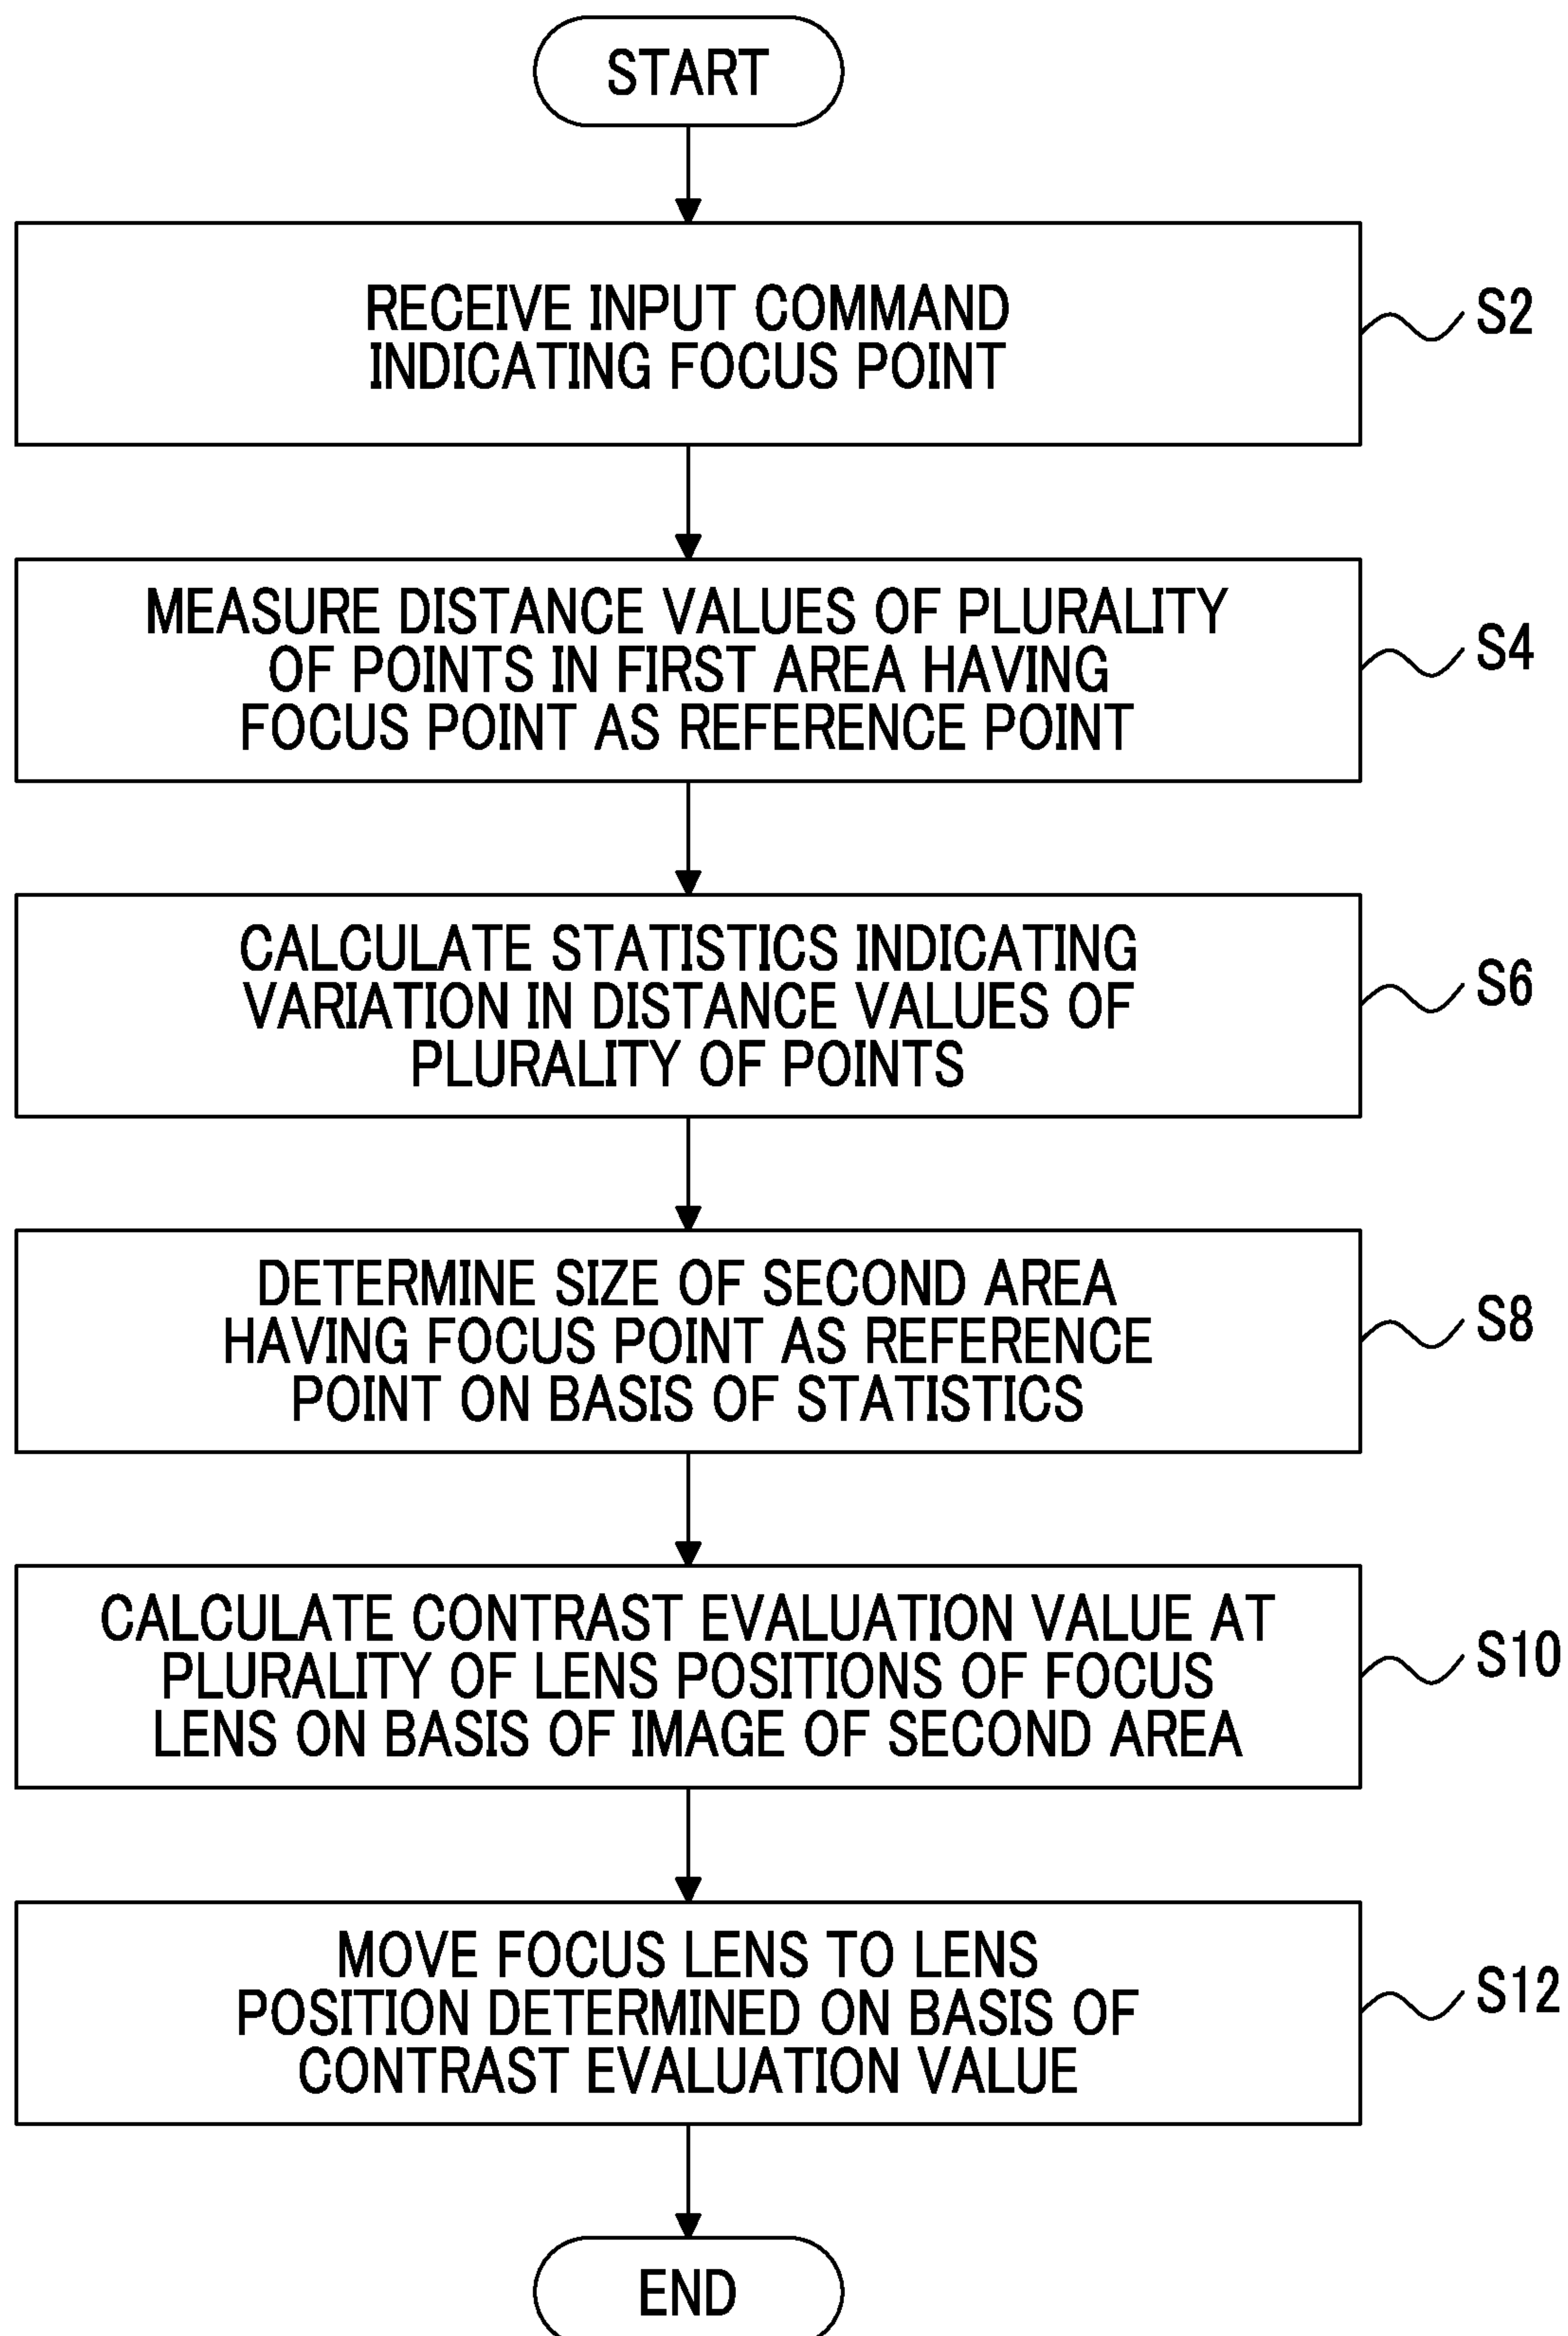 START
RECEIVE INPUT COMMAND
INDICATING FOCUS POINT
S2
MEASURE DISTANCE VALUES OF PLURALITY
OF POINTS IN FIRST AREA HAVING
FOCUS POINT AS REFERENCE POINT
S4
CALCULATE STATISTICS INDICATING
VARIATION IN DISTANCE VALUES OF
PLURALITY OF POINTS
S6
DETERMINE SIZE OF SECOND AREA
HAVING FOCUS POINT AS REFERENCE
POINT ON BASIS OF STATISTICS
S8
CALCULATE CONTRAST EVALUATION VALUE AT
PLURALITY OF LENS POSITIONS OF FOCUS
LENS ON BASIS OF IMAGE OF SECOND AREA
S10
MOVE FOCUS LENS TO LENS
POSITION DETERMINED ON BASIS OF
CONTRAST EVALUATION VALUE
S12
END